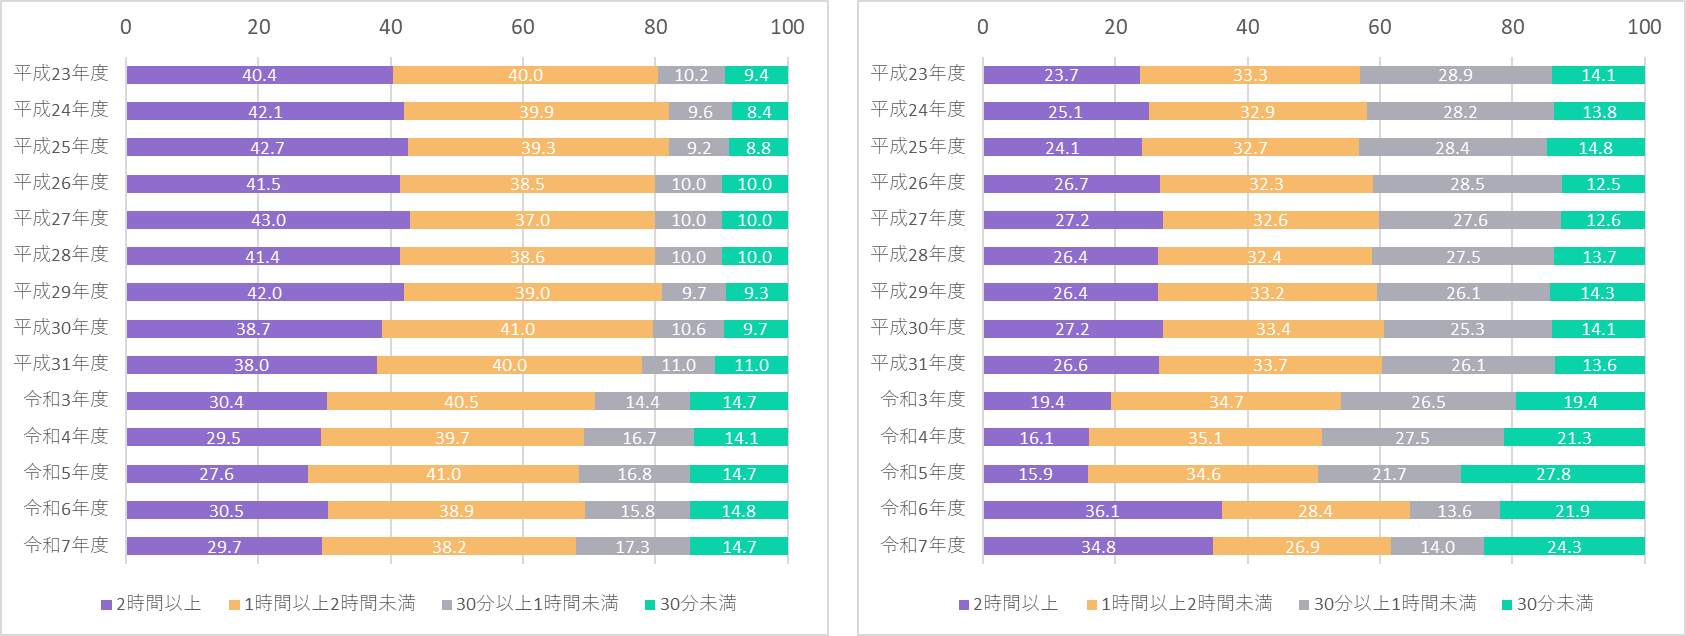 0 20 40 60 80 100
平成23年度 40.4 40.0 10.2 9.4
平成24年度 42.1 39.9 9.6 8.4
平成25年度 42.7 39.3 9.2 8.8
平成26年度 41.5 38.5 10.0 10.0
平成27年度 43.0 37.0 10.0 10.0
平成28年度 41.4 38.6 10.0 10.0
平成29年度 42.0 39.0 9.7 9.3
平成30年度 38.7 41.0 10.6 9.7
平成31年度 38.0 40.0 11.0 11.0
令和3年度 30.4 40.5 14.4 14.7
令和4年度 29.5 39.7 16.7 14.1
令和5年度 27.6 41.0 16.8 14.7
令和6年度 30.5 38.9 15.8 14.8
令和7年度 29.7 38.2 17.3 14.7
2時間以上 1時間以上2時間未満 30分以上1時間未満 30分未満
0 20 40 60 80 100
平成23年度 23.7 33.3 28.9 14.1
平成24年度 25.1 32.9 28.2 13.8
平成25年度 24.1 32.7 28.4 14.8
平成26年度 26.7 32.3 28.5 12.5
平成27年度 27.2 32.6 27.6 12.6
平成28年度 26.4 32.4 27.5 13.7
平成29年度 26.4 33.2 26.1 14.3
平成30年度 27.2 33.4 25.3 14.1
平成31年度 26.6 33.7 26.1 13.6
令和3年度 19.4 34.7 26.5 19.4
令和4年度 16.1 35.1 27.5 21.3
令和5年度 15.9 34.6 21.7 27.8
令和6年度 36.1 28.4 13.6 21.9
令和7年度 34.8 26.9 14.0 24.3
2時間以上 1時間以上2時間未満 30分以上1時間未満 30分未満